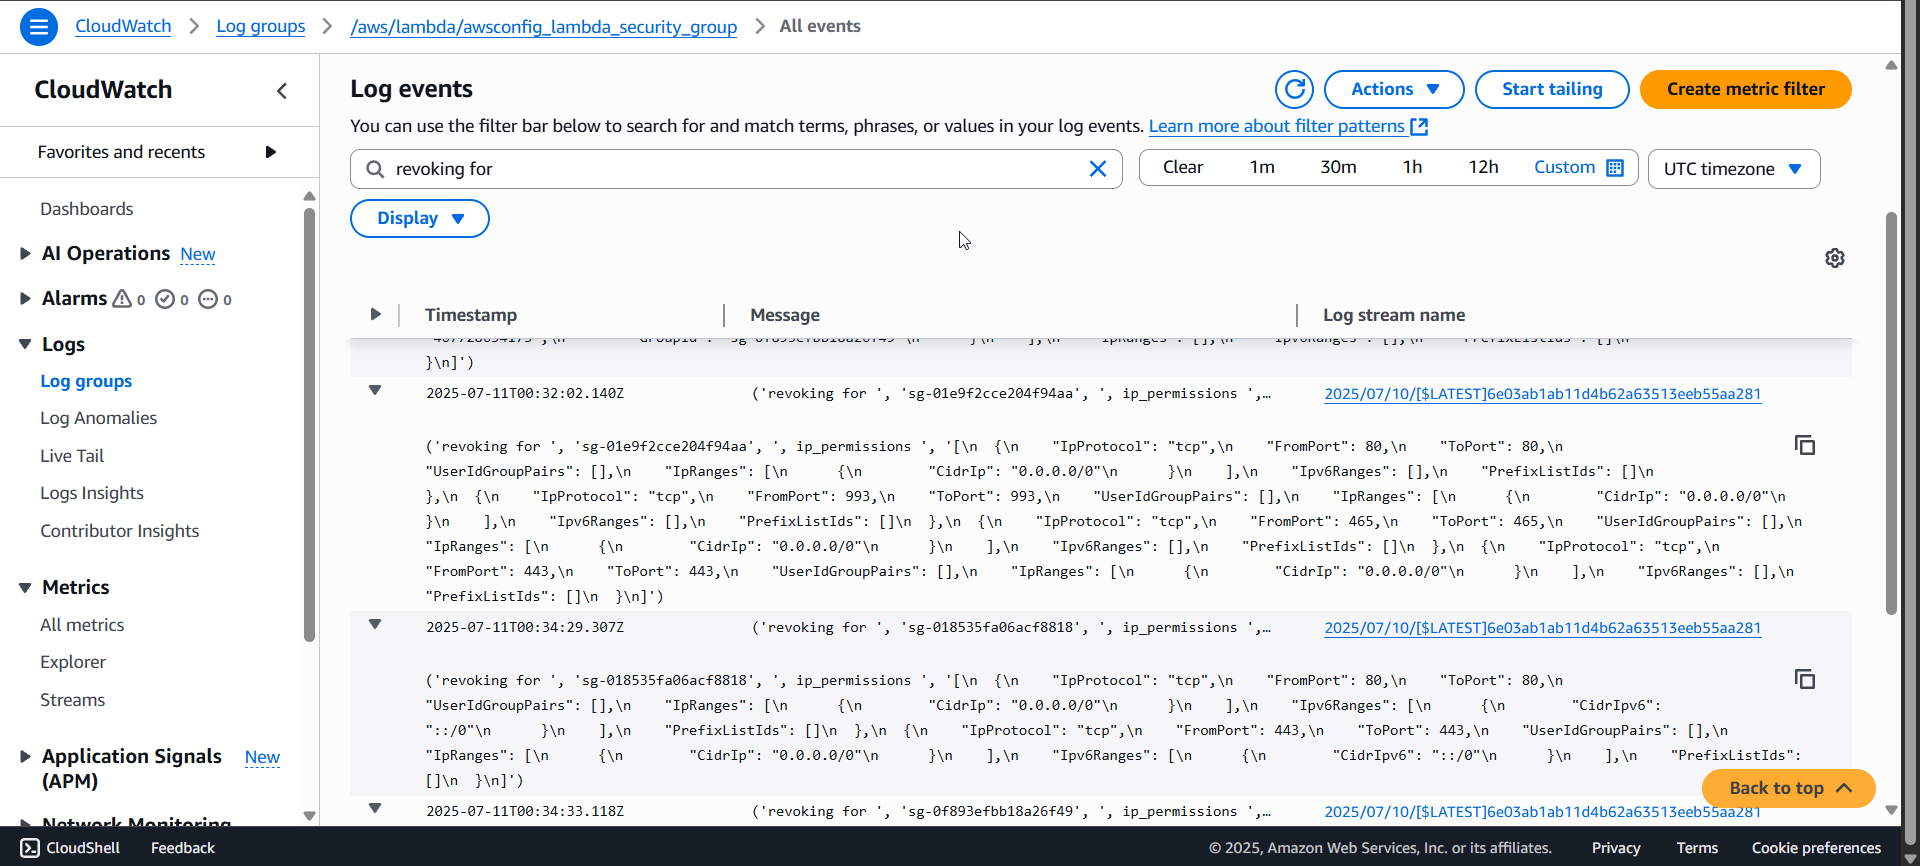 CloudWatch > Log groups > /aws/lambda/awsconfig_lambda_security_group > All events
CloudWatch
Favorites and recents
Dashboards
AI Operations New
Alarms 0 0 0
Logs
Log groups
Log Anomalies
Live Tail
Logs Insights
Contributor Insights
Metrics
All metrics
Explorer
Streams
Application Signals New
(APM)
Network Monitoring
Log events
Actions
Start tailing
Create metric filter
You can use the filter bar below to search for and match terms, phrases, or values in your log events. Learn more about filter patterns
revoking for
Clear 1m 30m 1h 12h Custom
UTC timezone
Display
Timestamp Message Log stream name
}\n]')
2025-07-11T00:32:02.140Z ('revoking for ', 'sg-01e9f2cce204f94aa', ', ip_permissions ',… 2025/07/10/[$LATEST]6e03ab1ab11d4b62a63513eeb55aa281
('revoking for ', 'sg-01e9f2cce204f94aa', ', ip_permissions ', '[\n  {\n    "IpProtocol": "tcp",\n    "FromPort": 80,\n    "ToPort": 80,\n
"UserIdGroupPairs": [],\n    "IpRanges": [\n      {\n        "CidrIp": "0.0.0.0/0"\n      }\n    ],\n    "Ipv6Ranges": [],\n    "PrefixListIds": []\n
},\n  {\n    "IpProtocol": "tcp",\n    "FromPort": 993,\n    "ToPort": 993,\n    "UserIdGroupPairs": [],\n    "IpRanges": [\n      {\n        "CidrIp": "0.0.0.0/0"\n
}\n    ],\n    "Ipv6Ranges": [],\n    "PrefixListIds": []\n  },\n  {\n    "IpProtocol": "tcp",\n    "FromPort": 465,\n    "ToPort": 465,\n    "UserIdGroupPairs": [],\n
"IpRanges": [\n      {\n        "CidrIp": "0.0.0.0/0"\n      }\n    ],\n    "Ipv6Ranges": [],\n    "PrefixListIds": []\n  },\n  {\n    "IpProtocol": "tcp",\n
"FromPort": 443,\n    "ToPort": 443,\n    "UserIdGroupPairs": [],\n    "IpRanges": [\n      {\n        "CidrIp": "0.0.0.0/0"\n      }\n    ],\n    "Ipv6Ranges": [],\n
"PrefixListIds": []\n  }\n]')
2025-07-11T00:34:29.307Z ('revoking for ', 'sg-018535fa06acf8818', ', ip_permissions ',… 2025/07/10/[$LATEST]6e03ab1ab11d4b62a63513eeb55aa281
('revoking for ', 'sg-018535fa06acf8818', ', ip_permissions ', '[\n  {\n    "IpProtocol": "tcp",\n    "FromPort": 80,\n    "ToPort": 80,\n
"UserIdGroupPairs": [],\n    "IpRanges": [\n      {\n        "CidrIp": "0.0.0.0/0"\n      }\n    ],\n    "Ipv6Ranges": [\n      {\n        "CidrIpv6":
"::/0"\n      }\n    ],\n    "PrefixListIds": []\n  },\n  {\n    "IpProtocol": "tcp",\n    "FromPort": 443,\n    "ToPort": 443,\n    "UserIdGroupPairs": [],\n
"IpRanges": [\n      {\n        "CidrIp": "0.0.0.0/0"\n      }\n    ],\n    "Ipv6Ranges": [\n      {\n        "CidrIpv6": "::/0"\n      }\n    ],\n    "PrefixListIds":
[]\n  }\n]')
Back to top
2025-07-11T00:34:33.118Z ('revoking for ', 'sg-0f893efbb18a26f49', ', ip_permissions ',… 2025/07/10/[$LATEST]6e03ab1ab11d4b62a63513eeb55aa281
CloudShell Feedback © 2025, Amazon Web Services, Inc. or its affiliates. Privacy Terms Cookie preferences